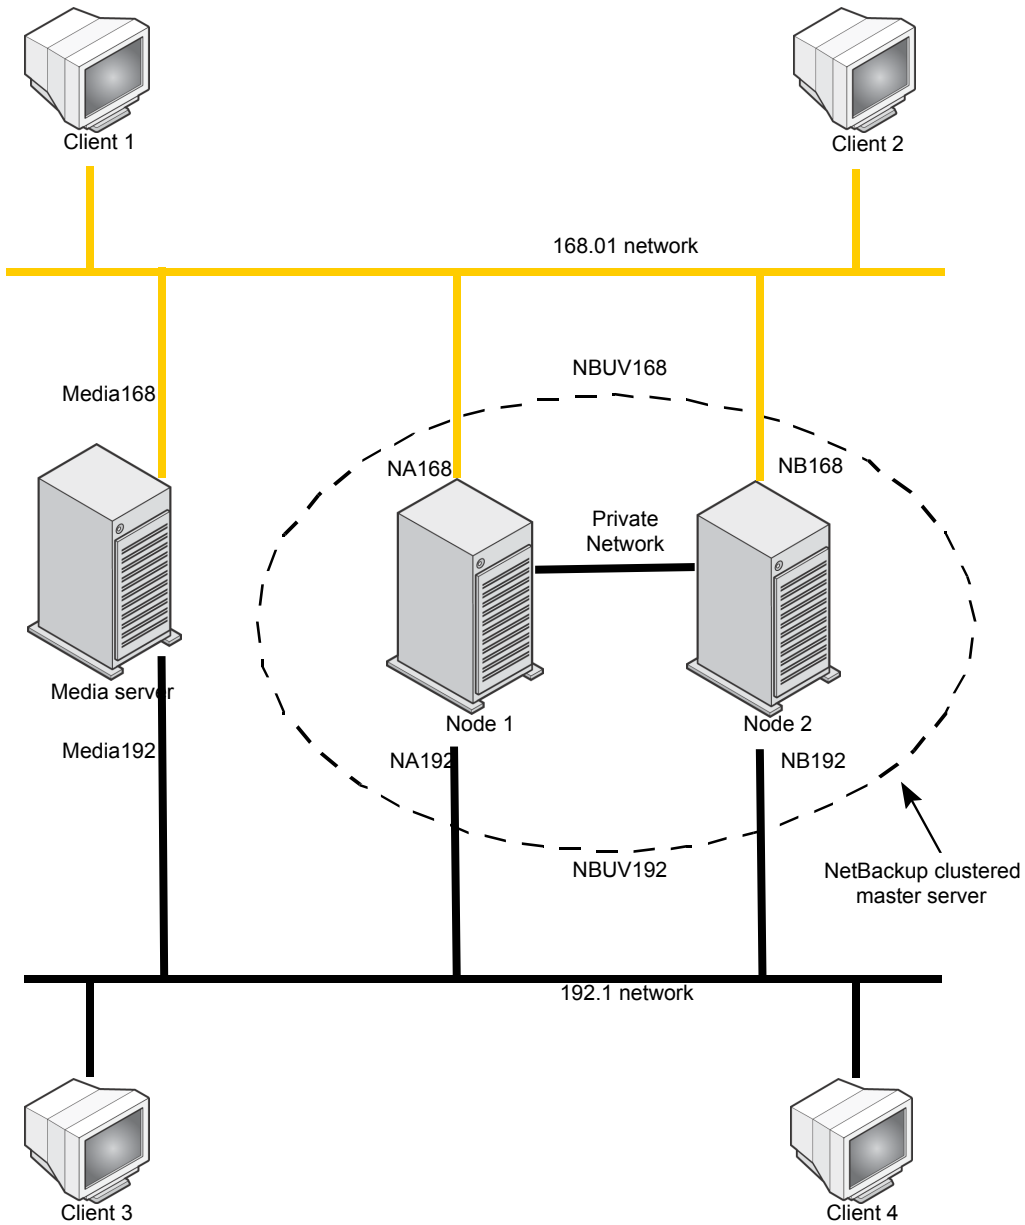 Client 1
Client 2
168.01 network
NBUV168
Media168
NA168
NB168
Private
Network
Media server
Node 1
Node 2
Media192
NA192
NB192
NBUV192
NetBackup clustered
master server
192.1 network
Client 3
Client 4